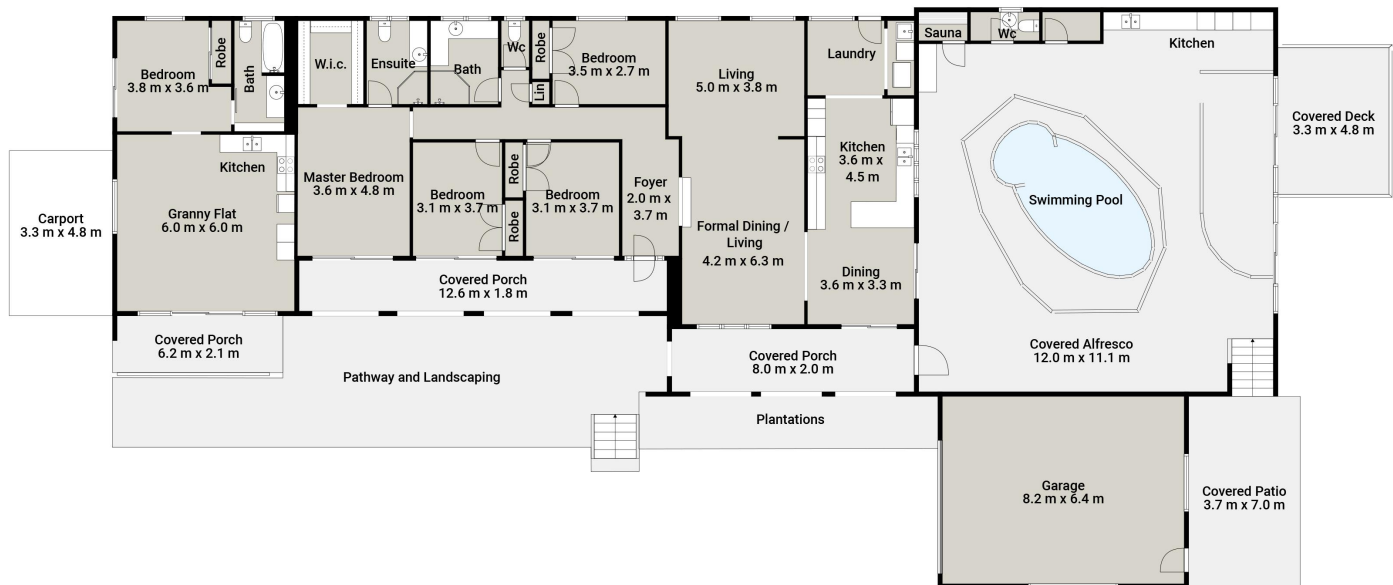 Bedroom
3.8 m x 3.6 m
Robe
Bath
W.i.c.
Ensuite
Bath
Wc
Robe
Lin
Bedroom
3.5 m x 2.7 m
Living
5.0 m x 3.8 m
Laundry
Sauna
Wc
Kitchen
Covered Deck
3.3 m x 4.8 m
Carport
3.3 m x 4.8 m
Kitchen
Granny Flat
6.0 m x 6.0 m
Master Bedroom
3.6 m x 4.8 m
Bedroom
3.1 m x 3.7 m
Robe
Robe
Bedroom
3.1 m x 3.7 m
Foyer
2.0 m x
3.7 m
Formal Dining /
Living
4.2 m x 6.3 m
Kitchen
3.6 m x
4.5 m
Dining
3.6 m x 3.3 m
Swimming Pool
Covered Porch
12.6 m x 1.8 m
Covered Porch
6.2 m x 2.1 m
Pathway and Landscaping
Covered Porch
8.0 m x 2.0 m
Plantations
Covered Alfresco
12.0 m x 11.1 m
Garage
8.2 m x 6.4 m
Covered Patio
3.7 m x 7.0 m